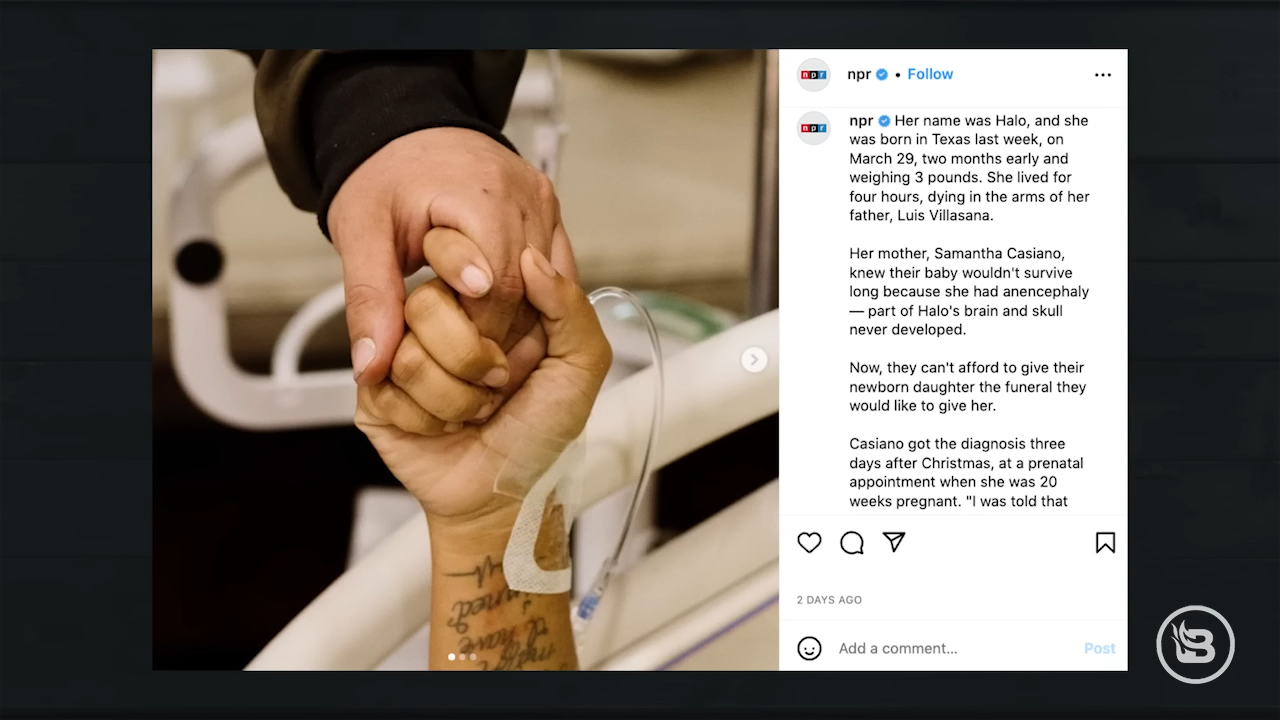 npr
npr • Follow
npr
npr Her name was Halo, and she
was born in Texas last week, on
March 29, two months early and
weighing 3 pounds. She lived for
four hours, dying in the arms of her
father, Luis Villasana.
Her mother, Samantha Casiano,
knew their baby wouldn't survive
long because she had anencephaly
— part of Halo's brain and skull
never developed.
Now, they can't afford to give their
newborn daughter the funeral they
would like to give her.
Casiano got the diagnosis three
days after Christmas, at a prenatal
appointment when she was 20
weeks pregnant. "I was told that
2 DAYS AGO
Add a comment... Post
B